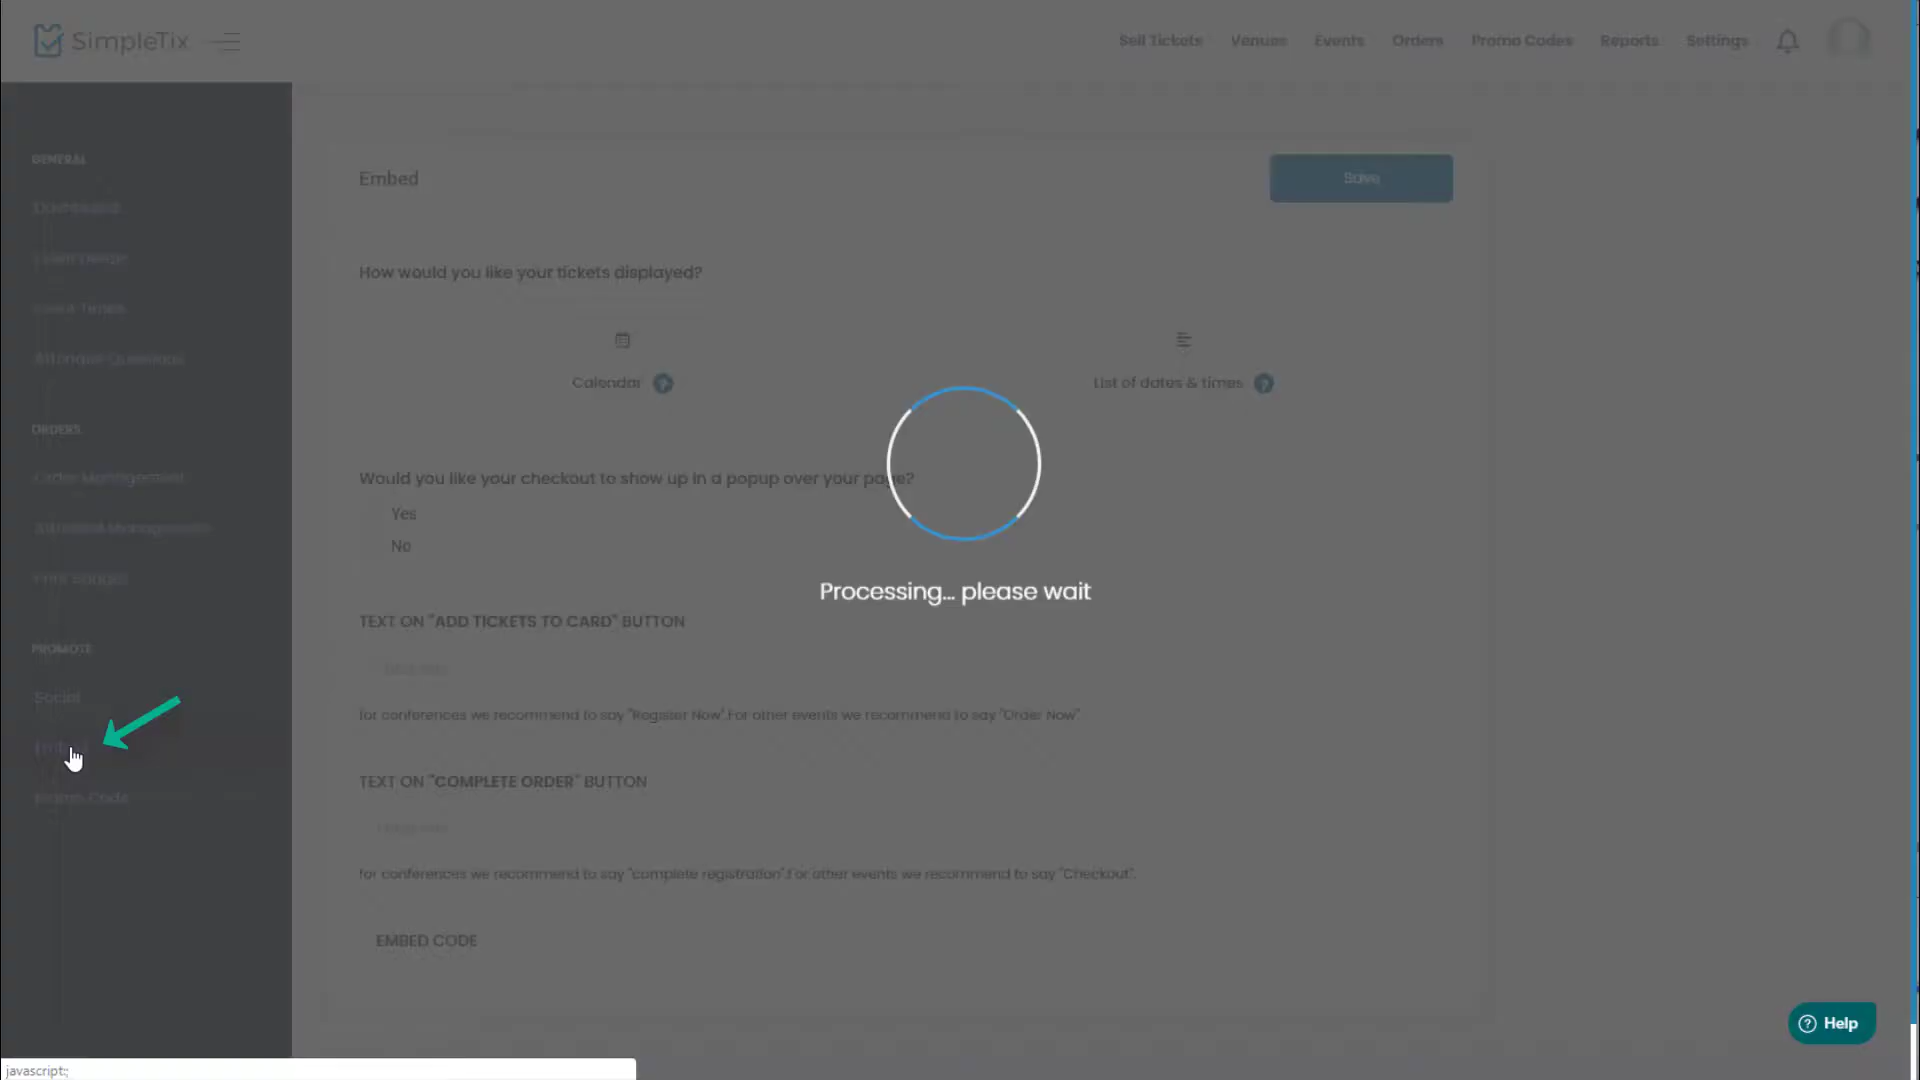 SimpleTix
Sell Tickets Venues Events Orders Promo Codes Reports Settings
GENERAL
Dashboard
Event Times
Attendee Questions
ORDERS
Order Management
Attendee Management
Print Badges
PROMOTE
Social
Promo Code
Embed
Save
How would you like your tickets displayed?
Calendar ?
List of dates & times ?
Would you like your checkout to show up in a popup over your page?
Yes
No
Processing... please wait
TEXT ON "ADD TICKETS TO CARD" BUTTON
for conferences we recommend to say "Register Now".For other events we recommend to say "Order Now"
TEXT ON "COMPLETE ORDER" BUTTON
for conferences we recommend to say "complete registration".For other events we recommend to say "Checkout".
EMBED CODE
? Help
javascript:;